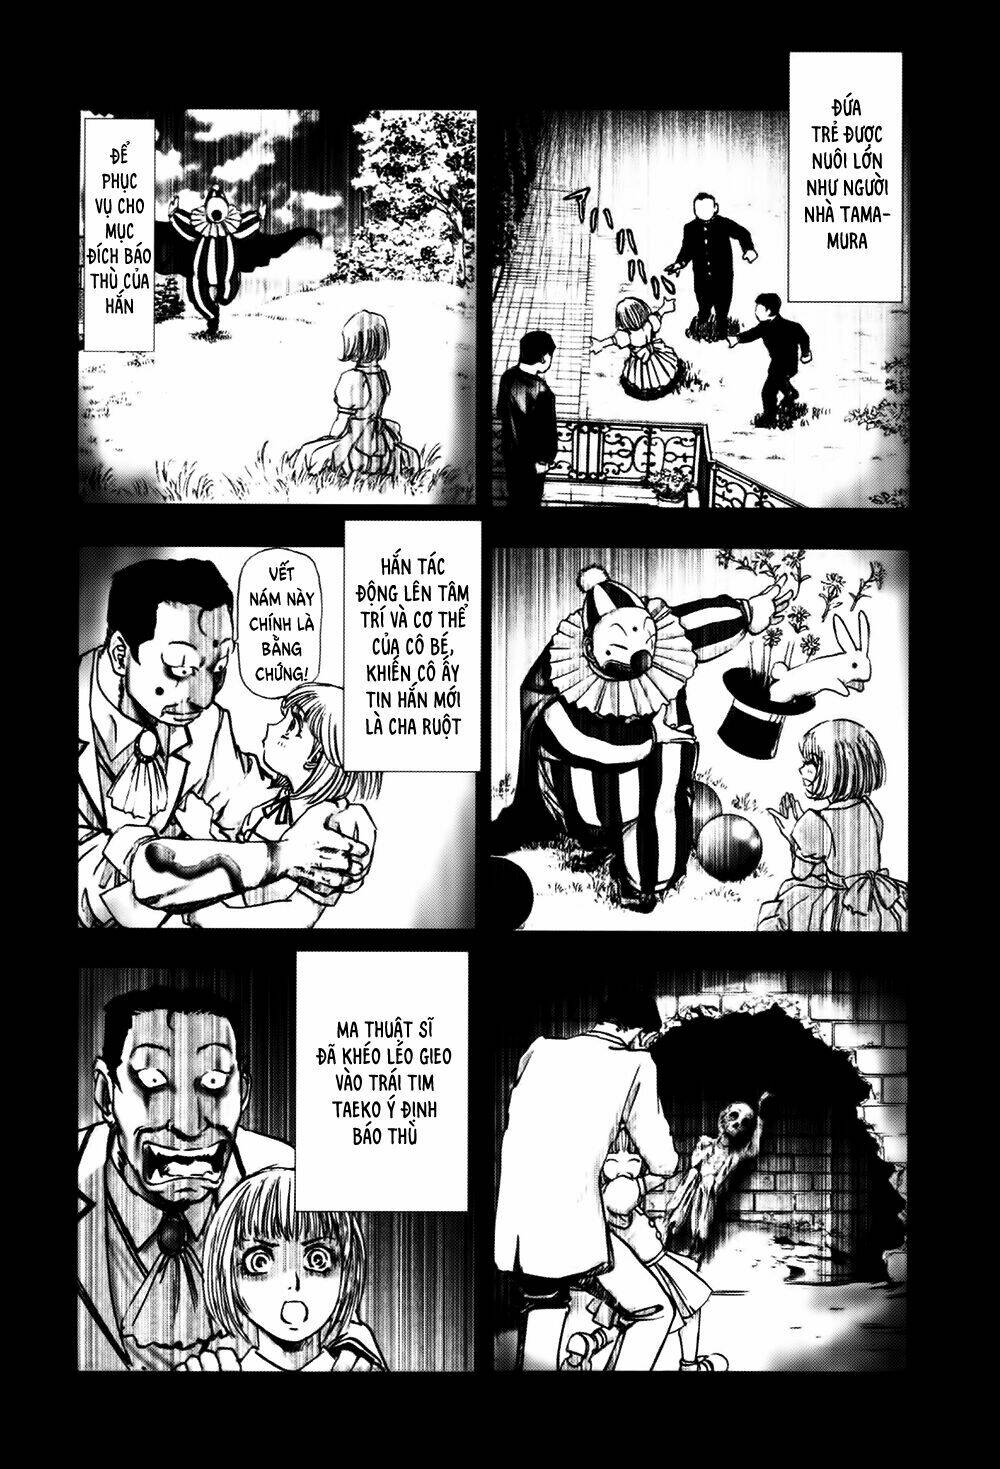 ĐỨA
TRẺ ĐƯỢC
NUÔI LỚN
NHƯ NGƯỜI
NHÀ TAMA-
MURA
ĐỂ
PHỤC
VỤ CHO
MỤC
ĐÍCH BÁO
THÙ CỦA
HẮN
HẮN TÁC
ĐỘNG LÊN TÂM
TRÍ VÀ CƠ THỂ
CỦA CÔ BÉ,
KHIẾN CÔ ẤY
TIN HẮN MỚI
LÀ CHA RUỘT
VẾT
NÁM NÀY
CHÍNH LÀ
BẰNG
CHỨNG!
MA THUẬT SĨ
ĐÃ KHÉO LÉO GIEO
VÀO TRÁI TIM
TAEKO Ý ĐỊNH
BÁO THÙ